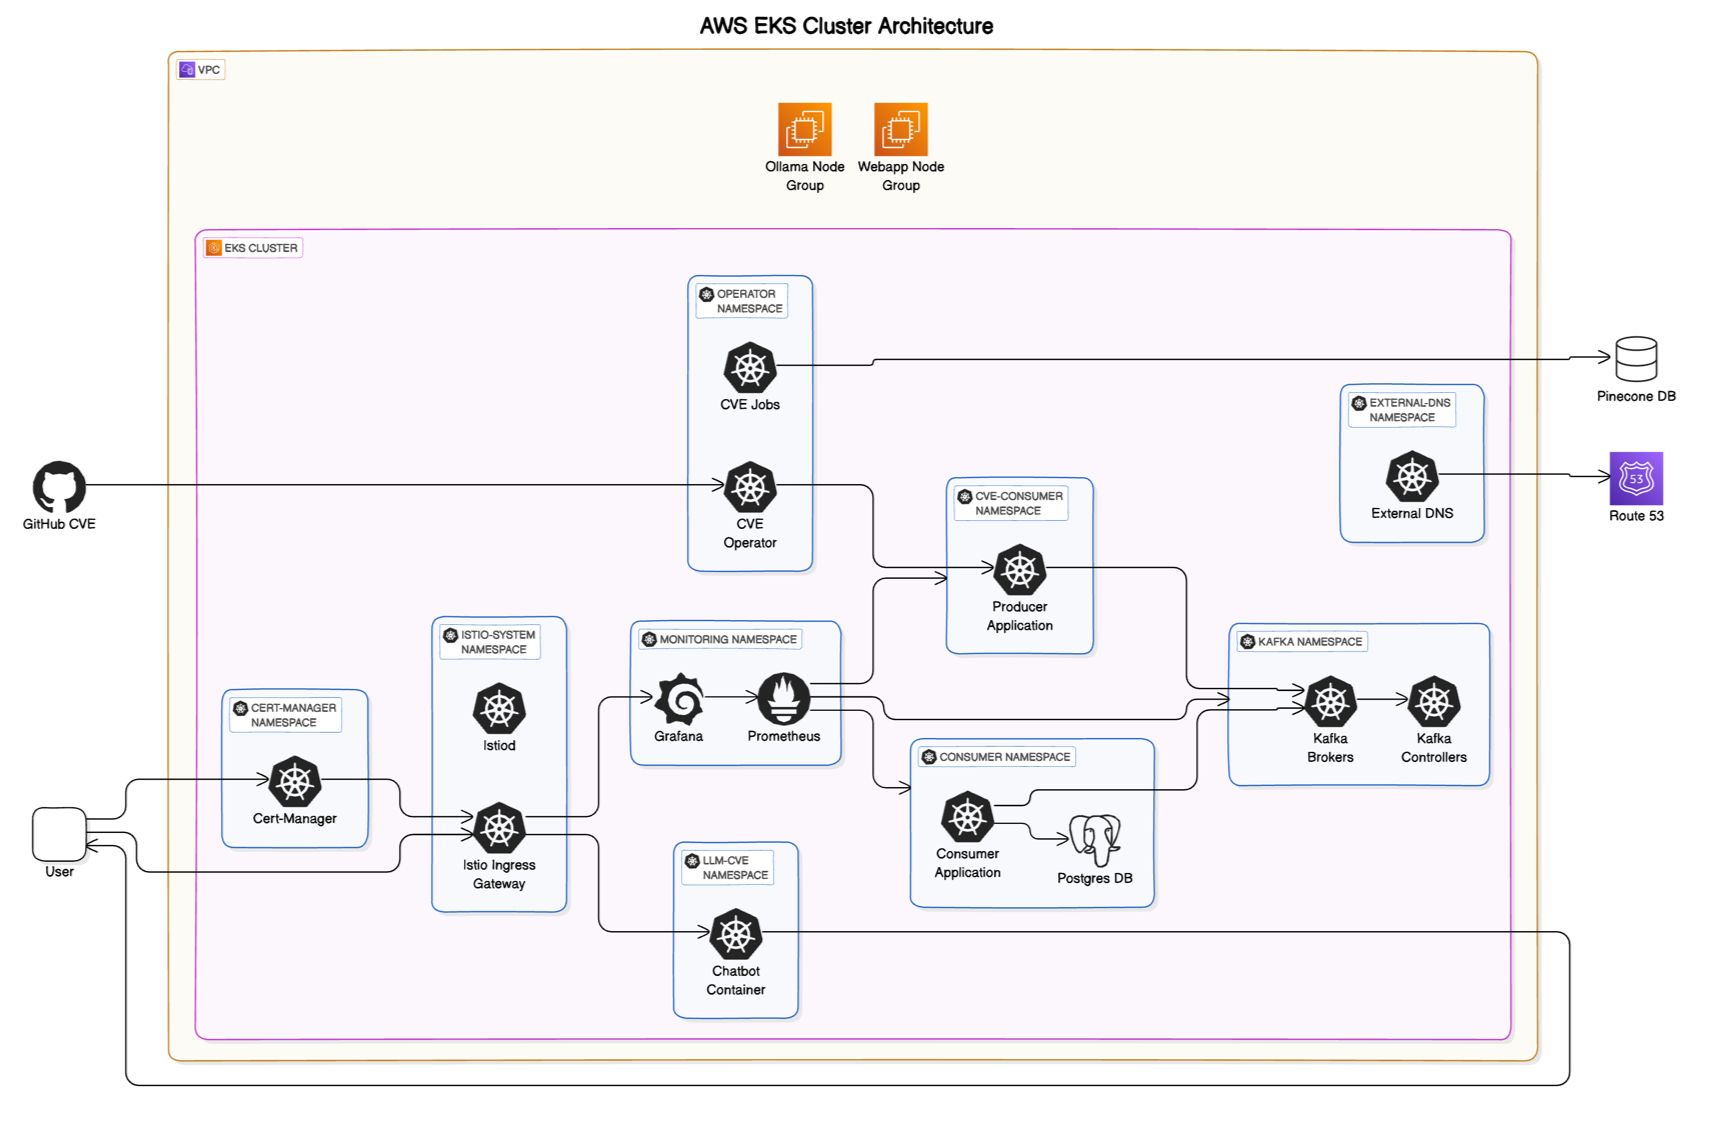 AWS EKS Cluster Architecture
VPC
Ollama Node
Group
Webapp Node
Group
EKS CLUSTER
OPERATOR
NAMESPACE
CVE Jobs
Pinecone DB
EXTERNAL-DNS
NAMESPACE
External DNS
53
Route 53
GitHub CVE
CVE
Operator
CVE-CONSUMER
NAMESPACE
Producer
Application
ISTIO-SYSTEM
NAMESPACE
Istiod
MONITORING NAMESPACE
Grafana
Prometheus
KAFKA NAMESPACE
Kafka
Brokers
Kafka
Controllers
CERT-MANAGER
NAMESPACE
Cert-Manager
User
Istio Ingress
Gateway
CONSUMER NAMESPACE
Consumer
Application
Postgres DB
LLM-CVE
NAMESPACE
Chatbot
Container